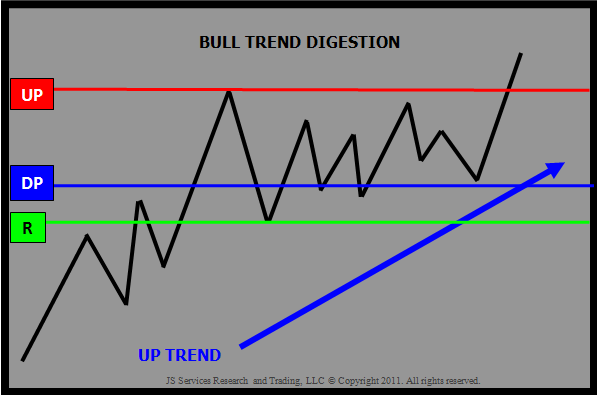 BULL TREND DIGESTION
UP
DP
R
UP TREND
JS Services Research and Trading, LLC © Copyright 2011. All rights reserved.